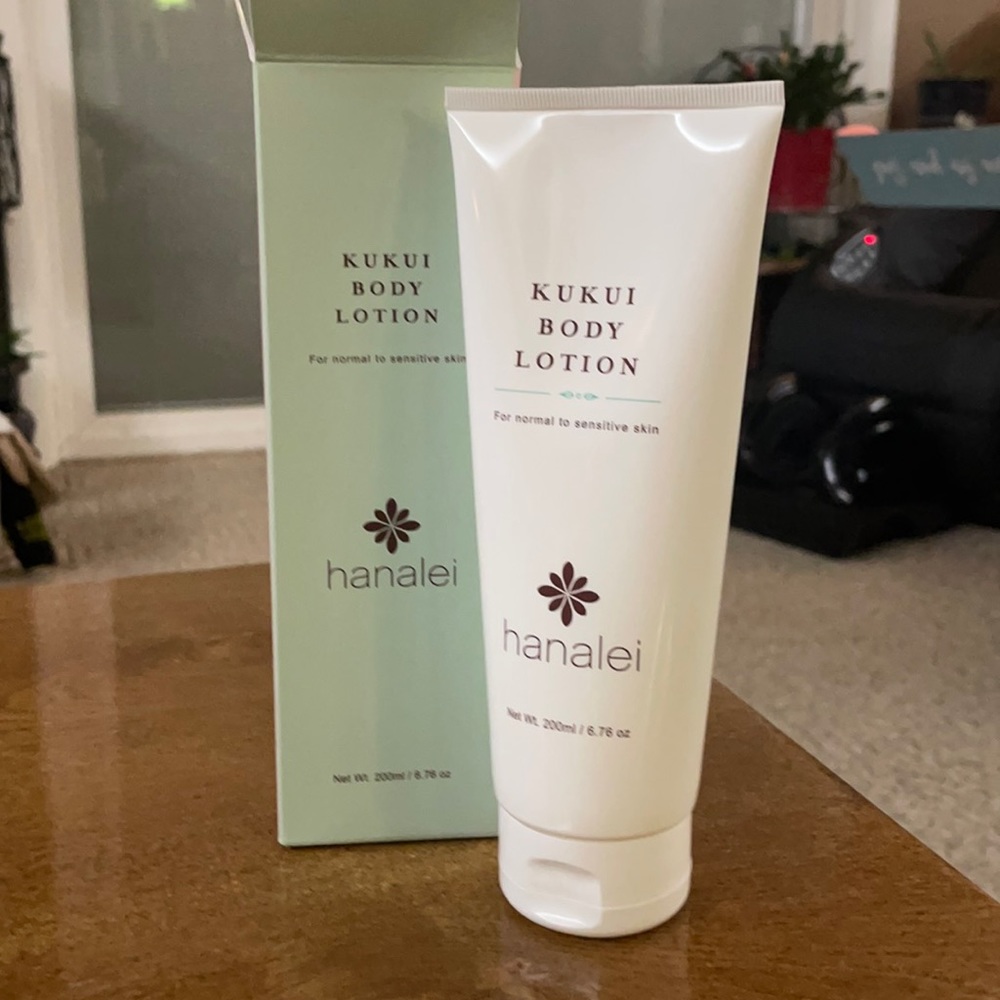 KUKUI
BODY
LOTION
For normal to sensitive skin
hanalei
Net Wt. 200ml / 6.76 oz
KUKUI
BODY
LOTION
For normal to sensitive skin
hanalei
Net Wt. 200ml / 6.76 oz